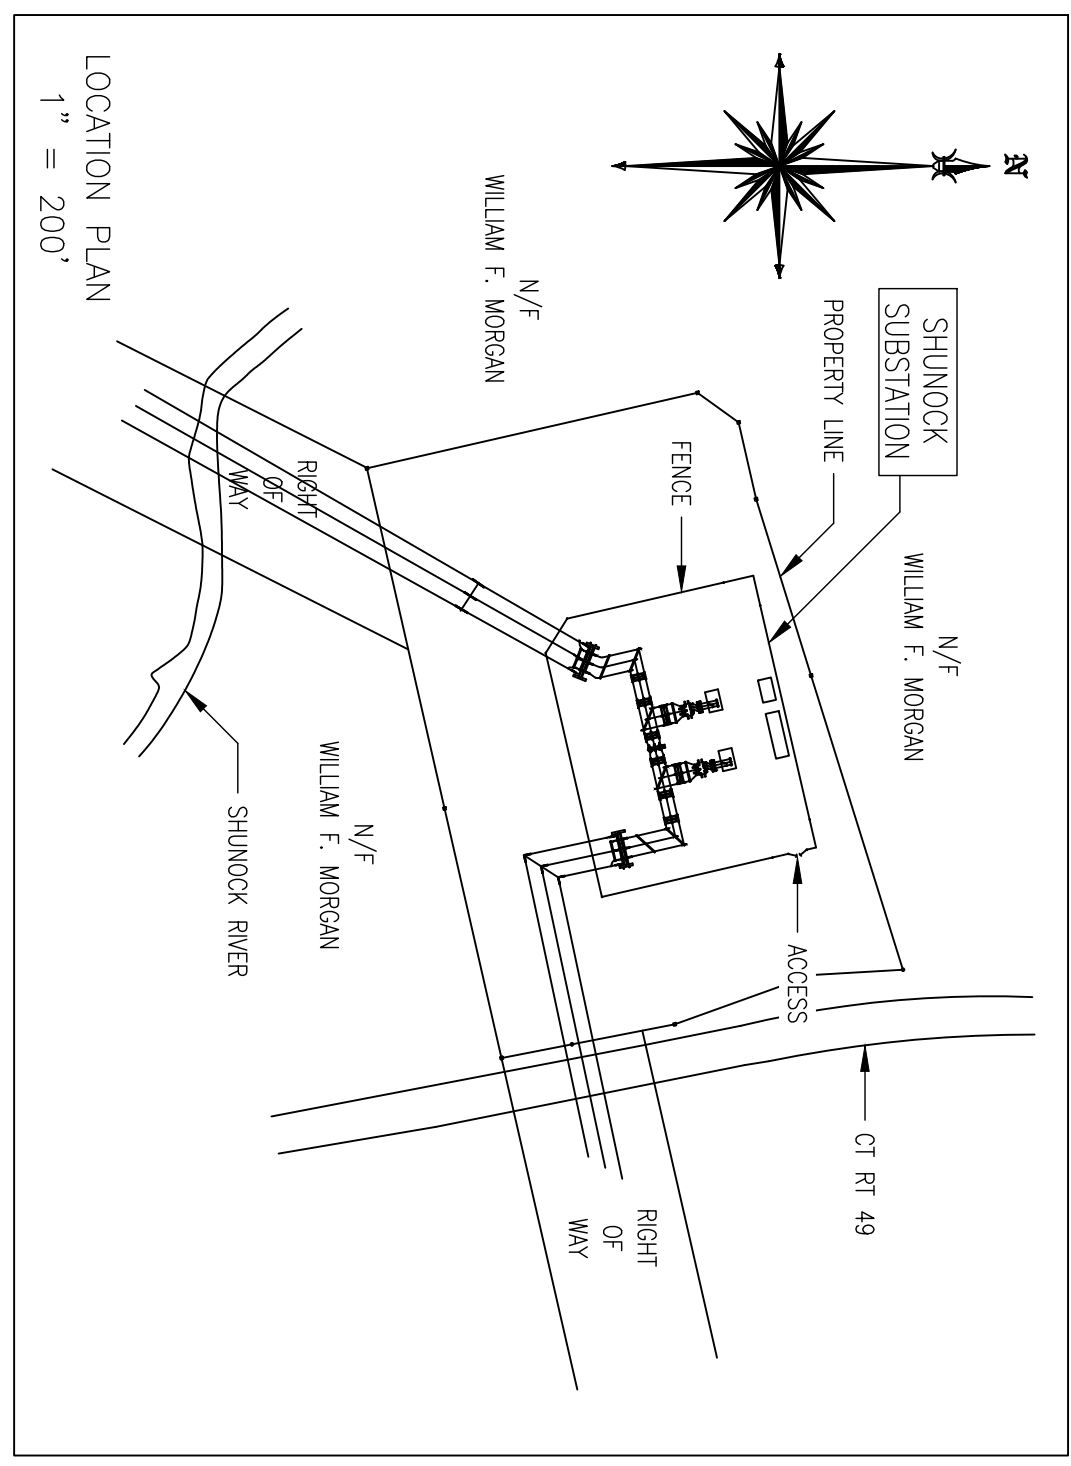 N
SHUNOCK
SUBSTATION
PROPERTY LINE
N/F
WILLIAM F. MORGAN
N/F
WILLIAM F. MORGAN
FENCE
ACCESS
CT RT 49
RIGHT
OF
WAY
RIGHT
OF
WAY
N/F
WILLIAM F. MORGAN
SHUNOCK RIVER
LOCATION PLAN
1" = 200'